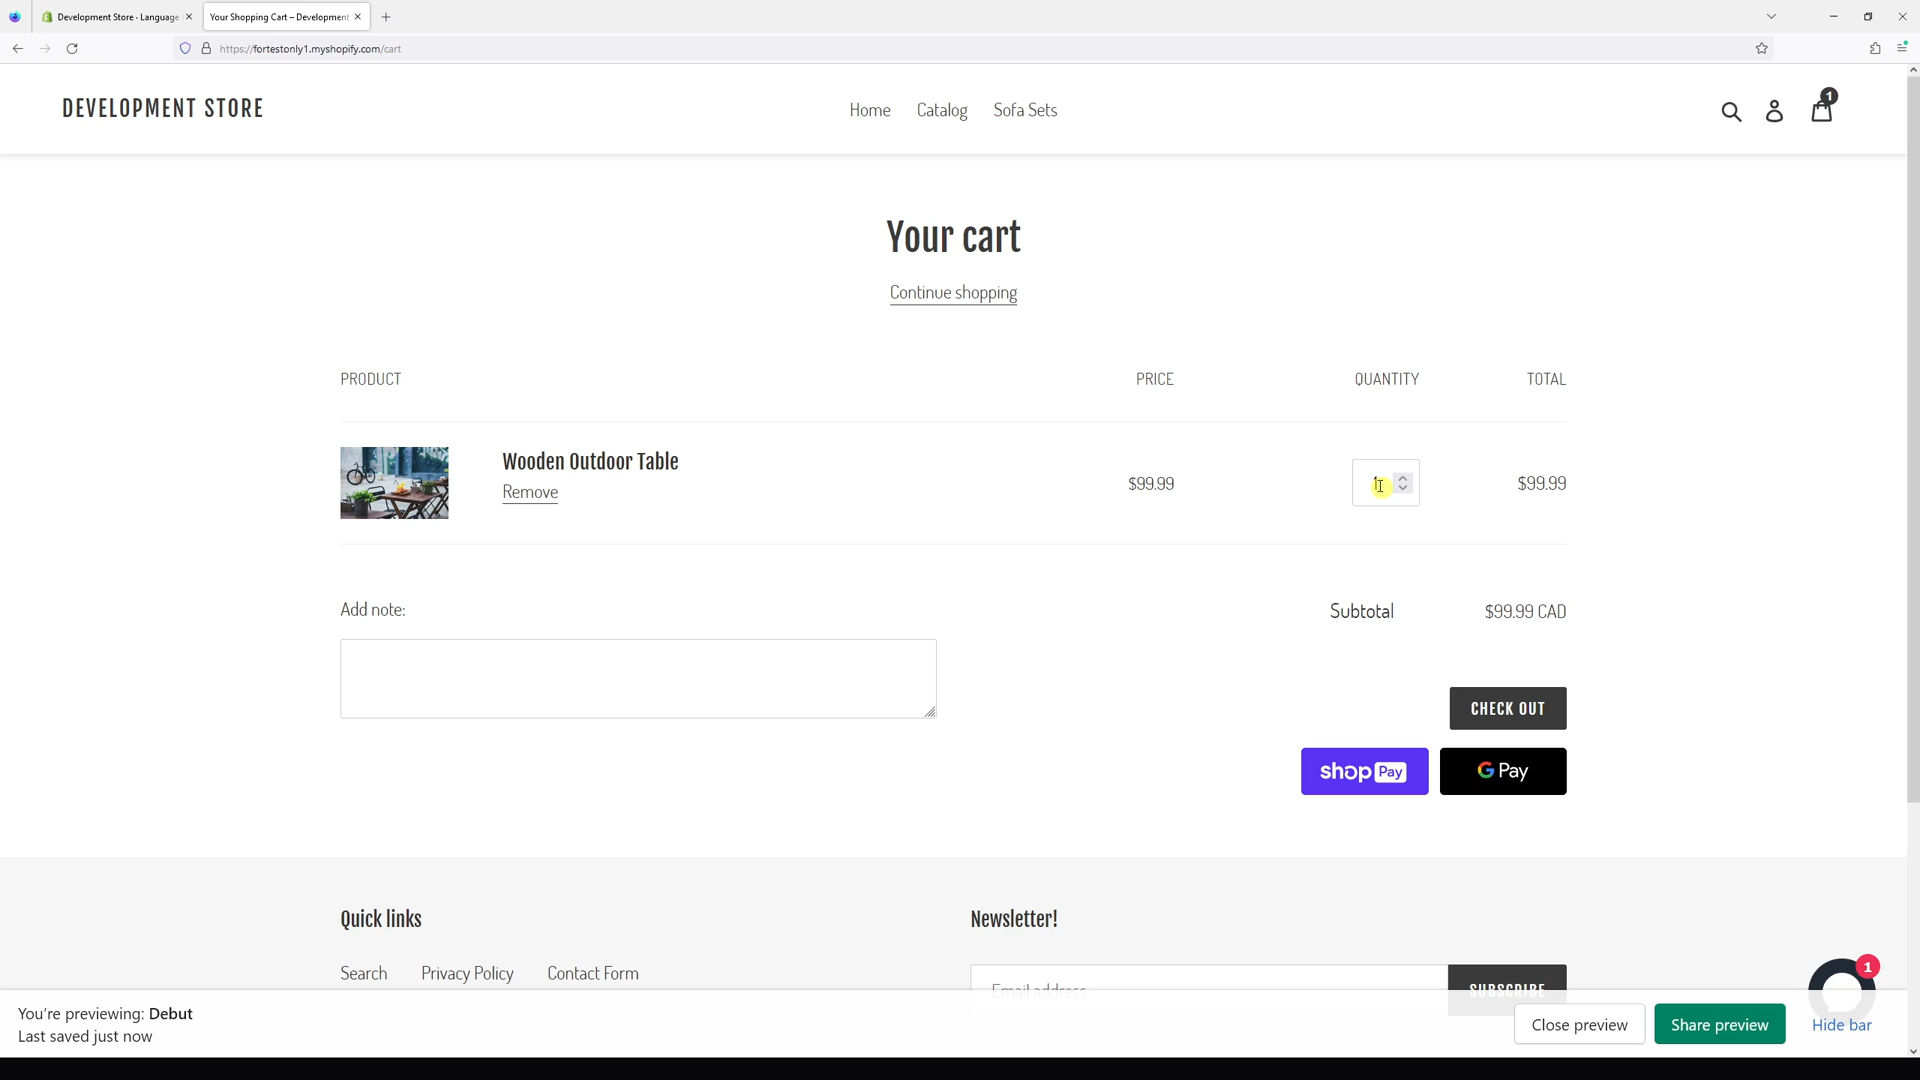 Development Store · Language
Your Shopping Cart – Development
https://fortestonly1.myshopify.com/cart
DEVELOPMENT STORE
Home
Catalog
Sofa Sets
1
Your cart
Continue shopping
PRODUCT
PRICE
QUANTITY
TOTAL
Wooden Outdoor Table
Remove
$99.99
1
$99.99
Add note:
Subtotal
$99.99 CAD
CHECK OUT
shop Pay
G Pay
Quick links
Search
Privacy Policy
Contact Form
Newsletter!
Email address
SUBSCRIBE
1
You're previewing: Debut
Last saved just now
Close preview
Share preview
Hide bar